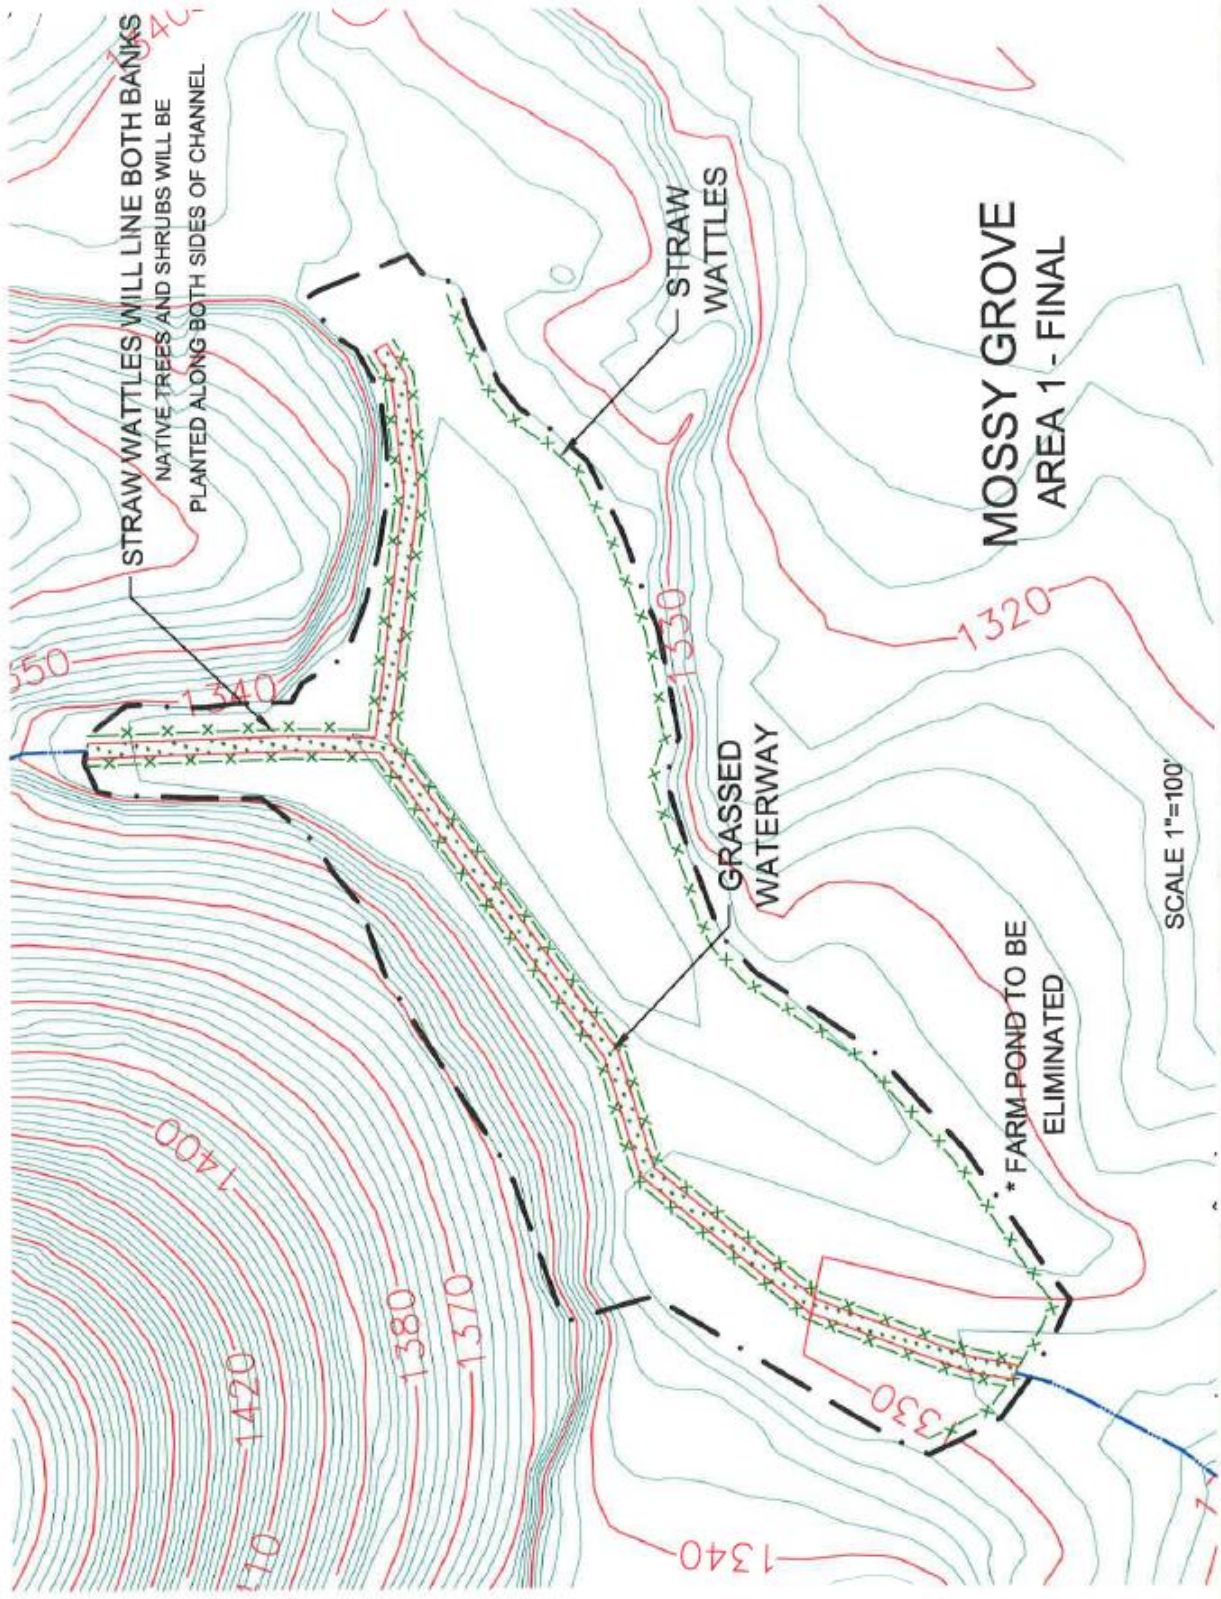 STRAW WATTLES WILL LINE BOTH BANKS
NATIVE TREES AND SHRUBS WILL BE
PLANTED ALONG BOTH SIDES OF CHANNEL
STRAW
WATTLES
MOSSY GROVE
AREA 1 - FINAL
GRASSED
WATERWAY
* FARM POND TO BE
ELIMINATED
SCALE 1"=100'
1340
1340
1330
1320
1400
1380
1370
1420
1330
1340